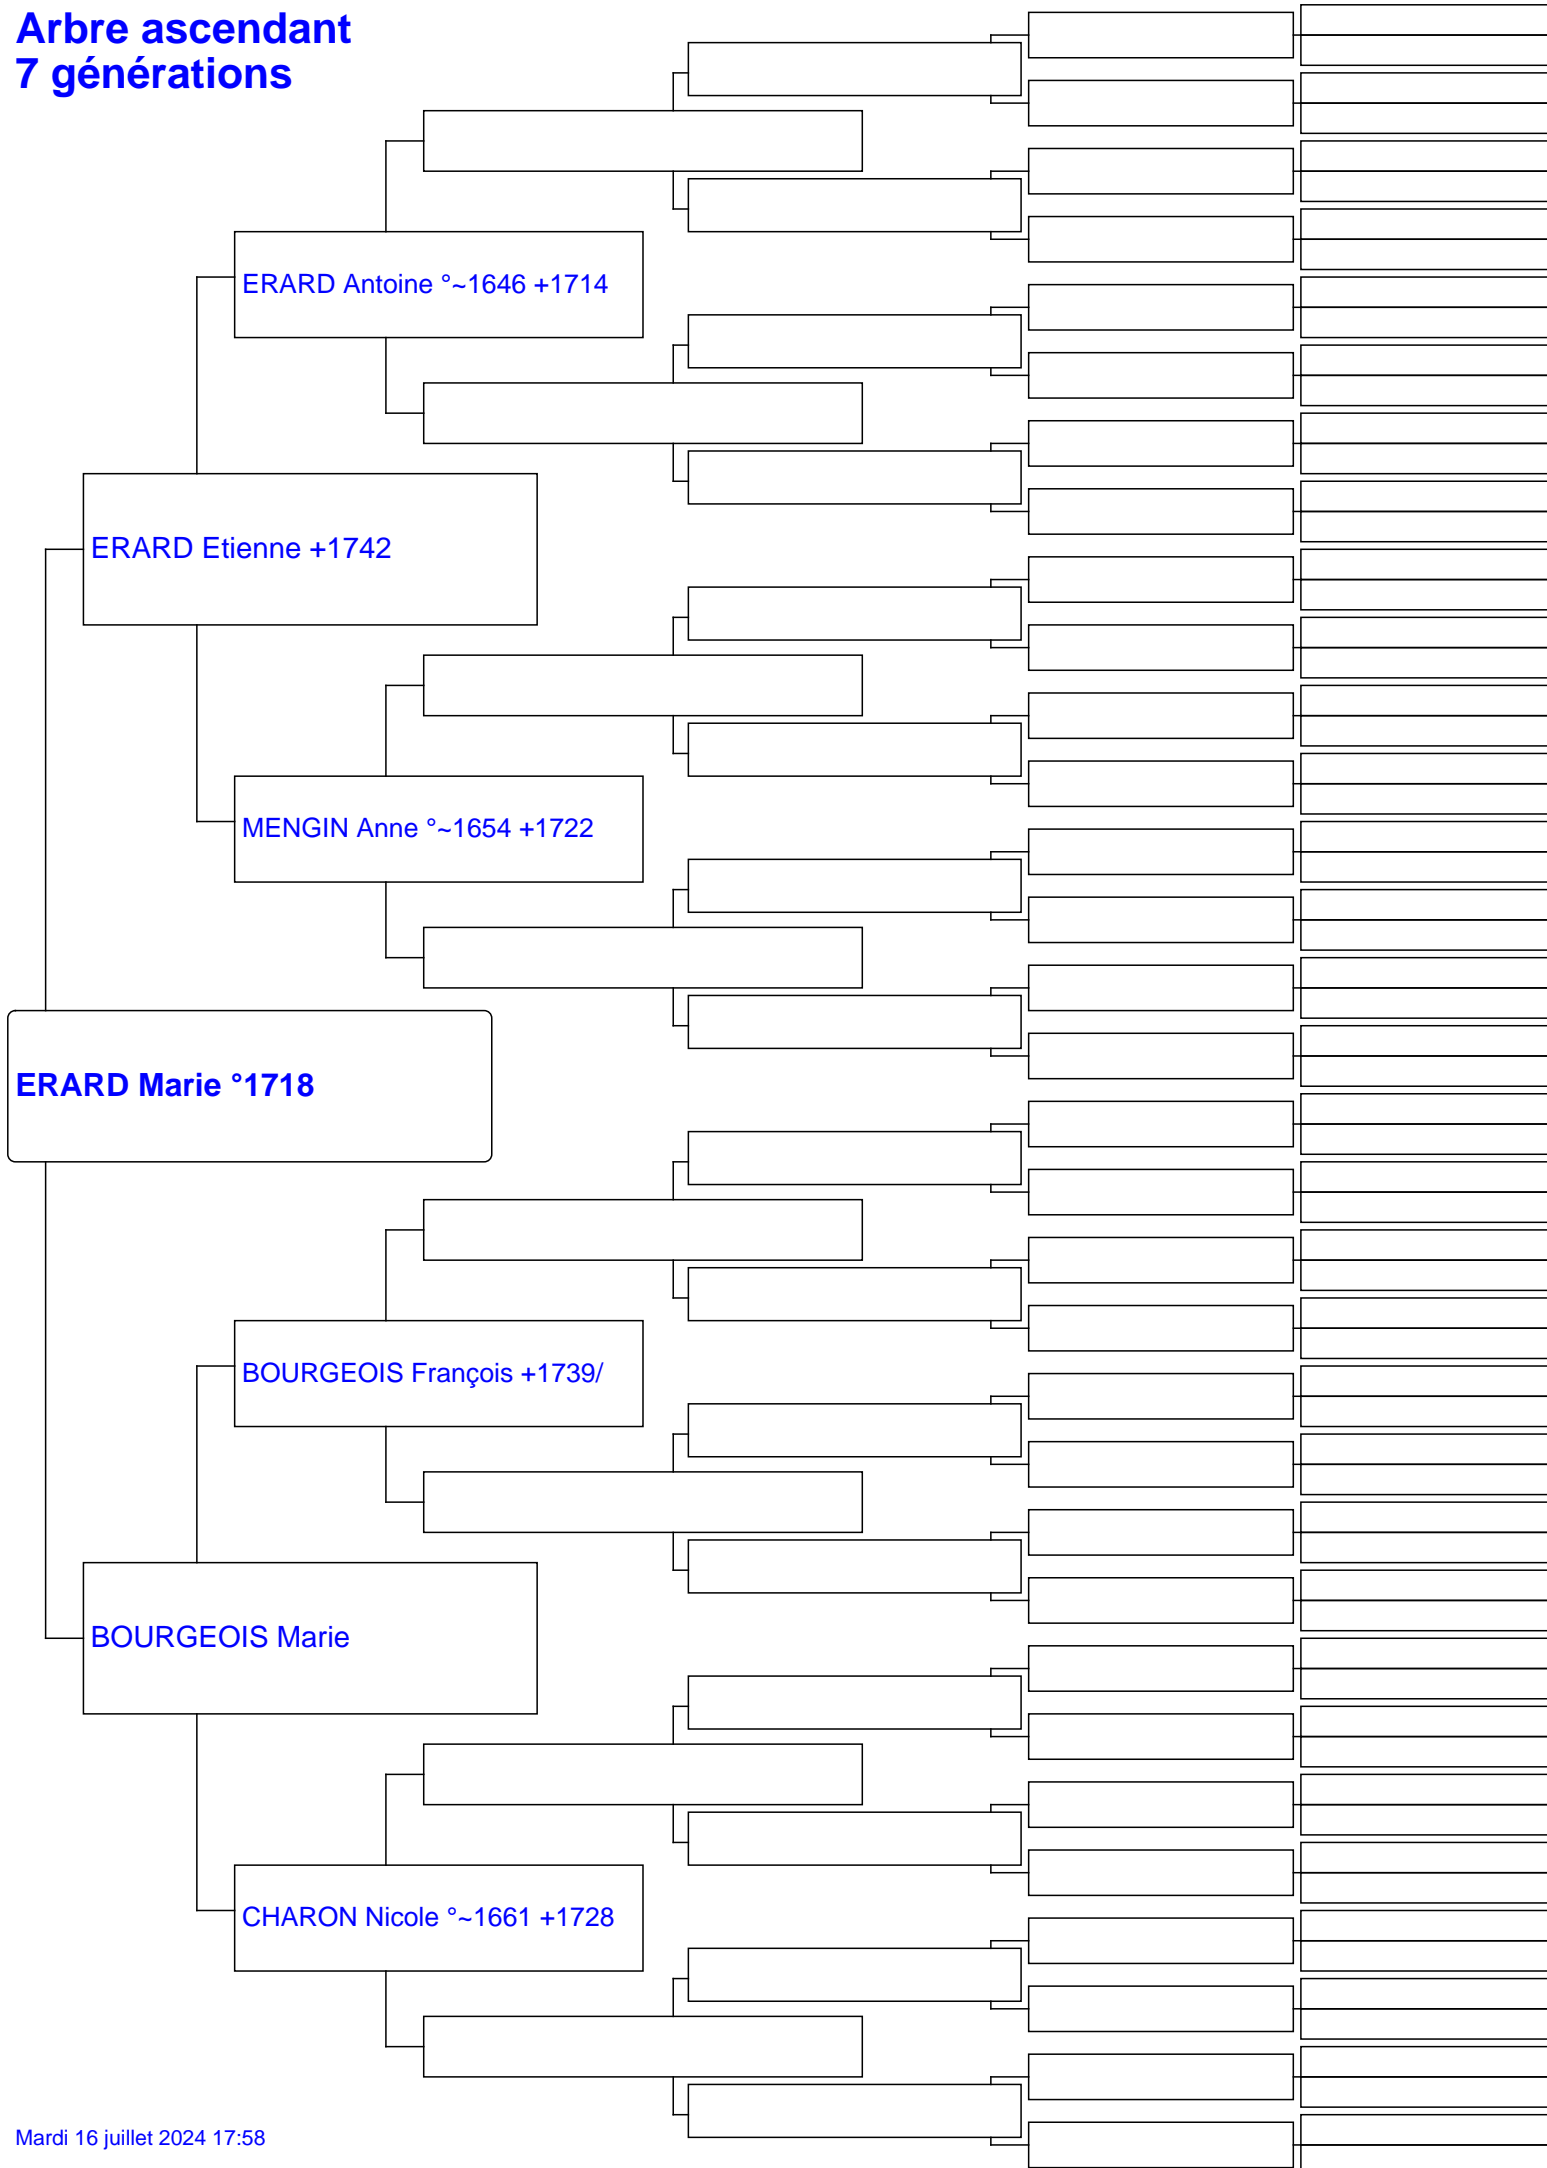 Arbre ascendant
7 générations
ERARD Antoine °~1646 +1714
ERARD Etienne +1742
MENGIN Anne °~1654 +1722
ERARD Marie °1718
BOURGEOIS François +1739/
BOURGEOIS Marie
CHARON Nicole °~1661 +1728
Mardi 16 juillet 2024 17:58